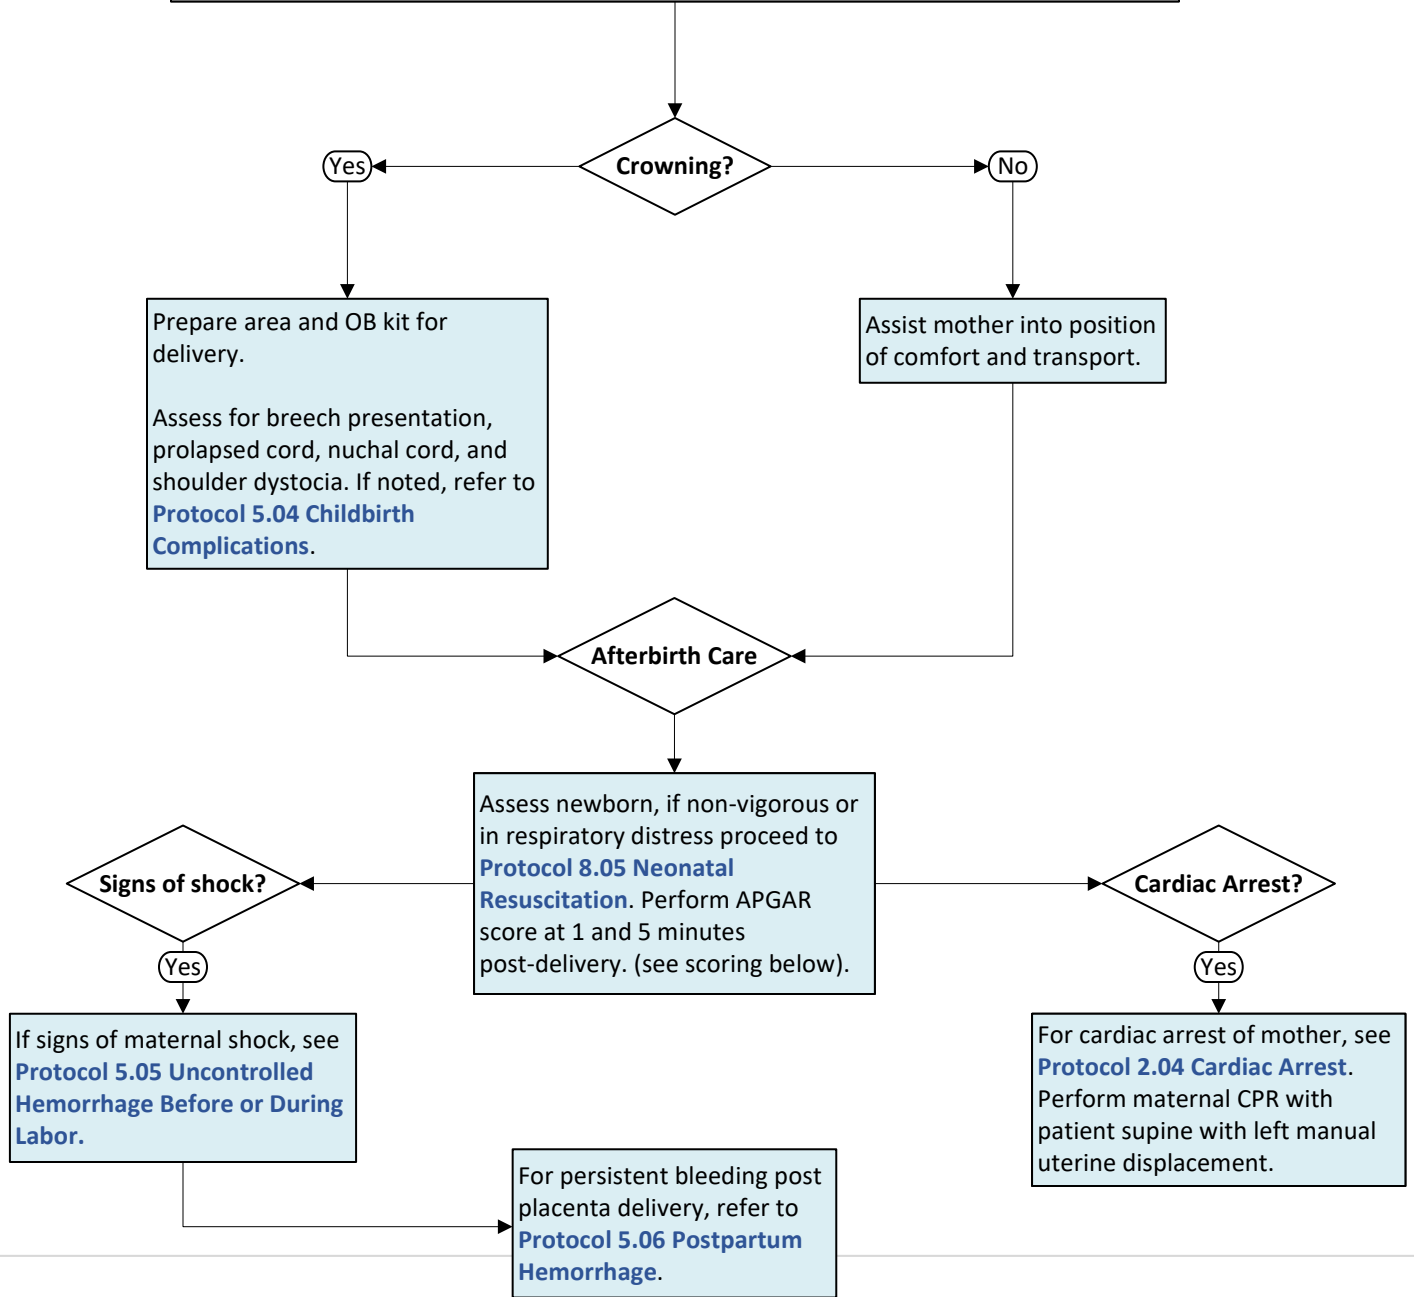 Crowning?
Yes
No
Prepare area and OB kit for
delivery.
Assess for breech presentation,
prolapsed cord, nuchal cord, and
shoulder dystocia. If noted, refer to
Protocol 5.04 Childbirth
Complications.
Assist mother into position
of comfort and transport.
Afterbirth Care
Assess newborn, if non-vigorous or
in respiratory distress proceed to
Protocol 8.05 Neonatal
Resuscitation. Perform APGAR
score at 1 and 5 minutes
post-delivery. (see scoring below).
Signs of shock?
Yes
If signs of maternal shock, see
Protocol 5.05 Uncontrolled
Hemorrhage Before or During
Labor.
Cardiac Arrest?
Yes
For cardiac arrest of mother, see
Protocol 2.04 Cardiac Arrest.
Perform maternal CPR with
patient supine with left manual
uterine displacement.
For persistent bleeding post
placenta delivery, refer to
Protocol 5.06 Postpartum
Hemorrhage.